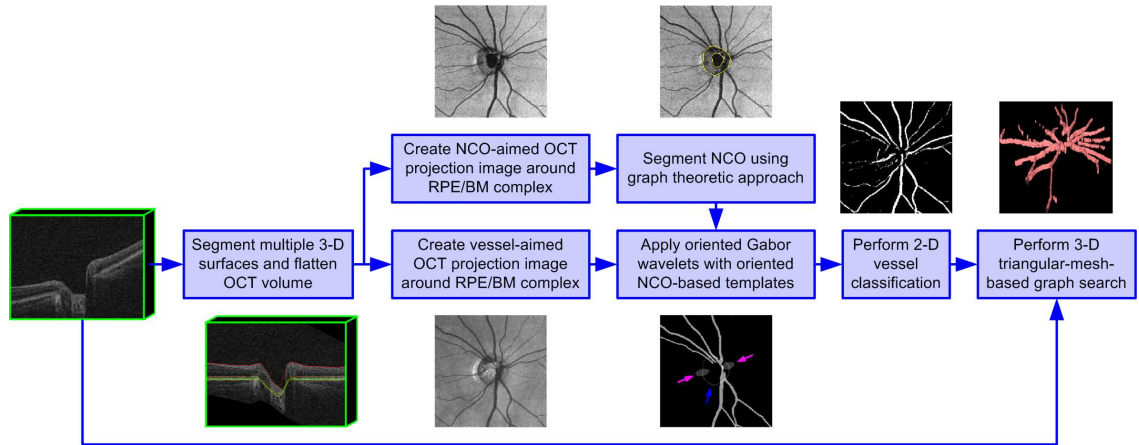 Create NCO-aimed OCT
projection image around
RPE/BM complex
Segment NCO using
graph theoretic approach
Segment multiple 3-D
surfaces and flatten
OCT volume
Create vessel-aimed
OCT projection image
around RPE/BM complex
Apply oriented Gabor
wavelets with oriented
NCO-based templates
Perform 2-D
vessel
classification
Perform 3-D
triangular-mesh-
based graph search